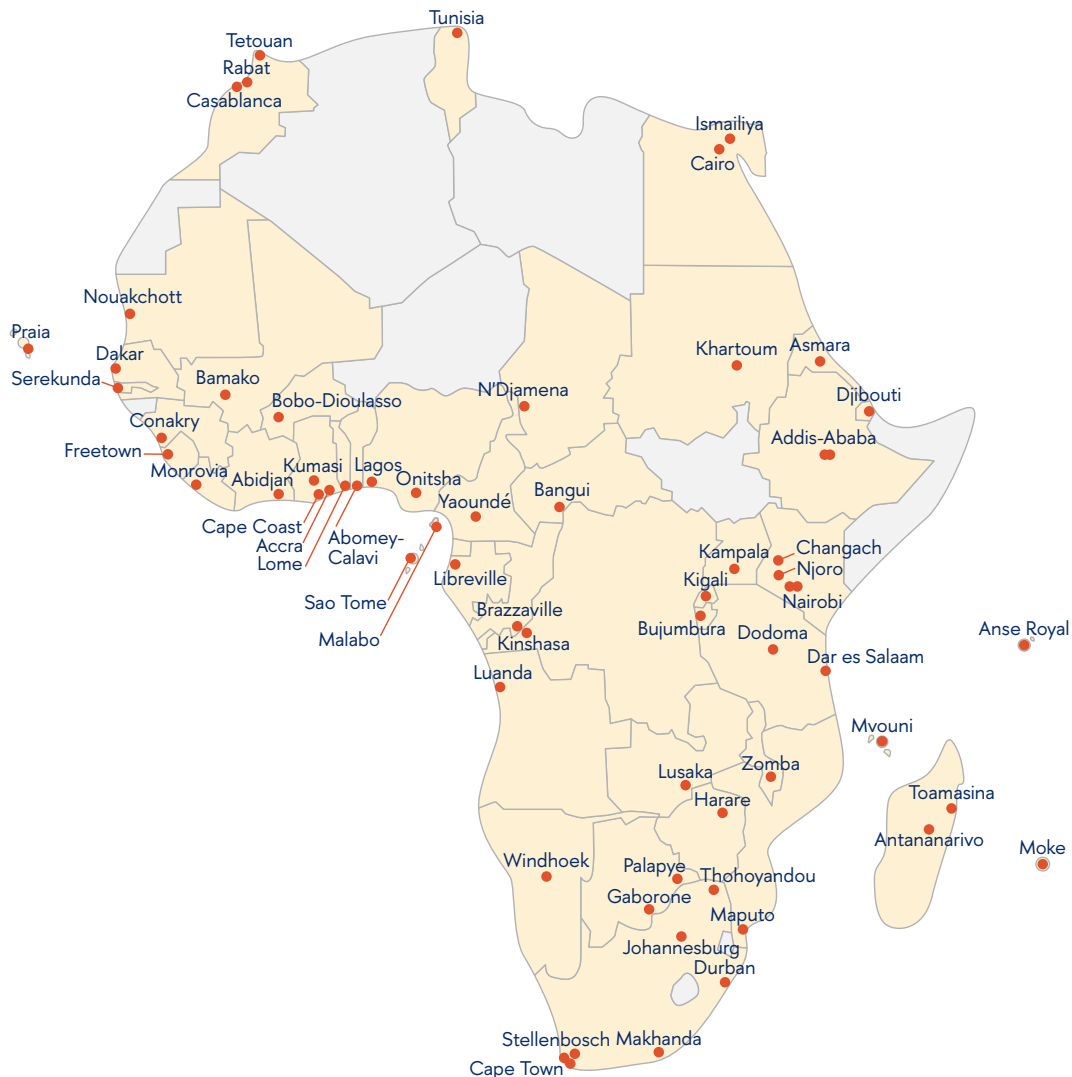 Tunisia
Tetouan
Rabat
Casablanca
Ismailiya
Cairo
Nouakchott
Praia
Dakar
Serekunda
Bamako
Bobo-Dioulasso
N'Djamena
Khartoum
Asmara
Djibouti
Conakry
Addis-Ababa
Freetown
Monrovia
Abidjan
Kumasi
Lagos
Onitsha
Yaoundé
Bangui
Cape Coast
Accra
Lome
Abomey-
Calavi
Kampala
Changach
Njoro
Libreville
Kigali
Nairobi
Sao Tome
Brazzaville
Malabo
Kinshasa
Bujumbura
Dodoma
Anse Royal
Dar es Salaam
Luanda
Mvouni
Lusaka
Zomba
Harare
Toamasina
Antananarivo
Moke
Windhoek
Palapye
Thohoyandou
Gaborone
Maputo
Johannesburg
Durban
Stellenbosch
Makhanda
Cape Town